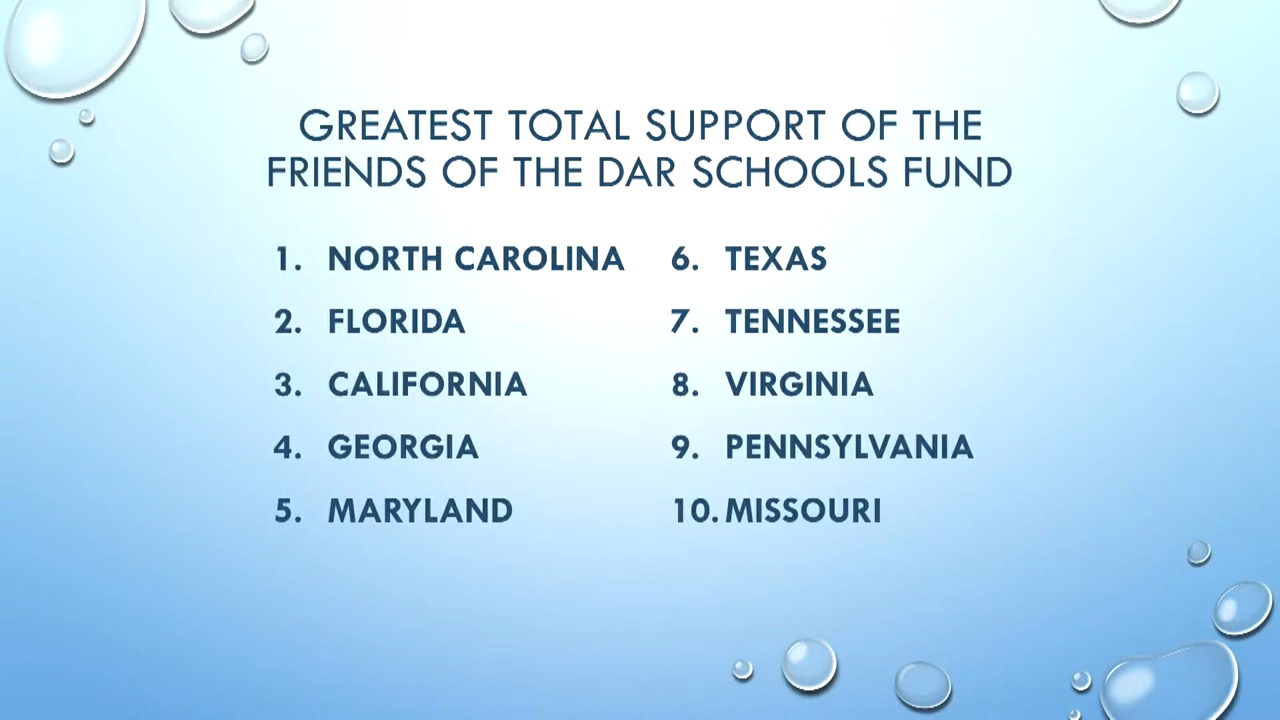 GREATEST TOTAL SUPPORT OF THE
FRIENDS OF THE DAR SCHOOLS FUND
1. NORTH CAROLINA
2. FLORIDA
3. CALIFORNIA
4. GEORGIA
5. MARYLAND
6. TEXAS
7. TENNESSEE
8. VIRGINIA
9. PENNSYLVANIA
10. MISSOURI